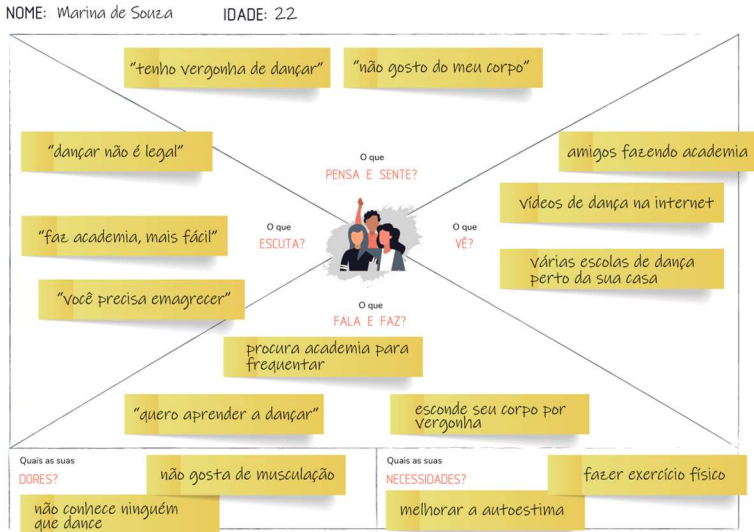 NOME: Marina de Souza IDADE: 22
"tenho vergonha de dançar"
"não gosto do meu corpo"
O que
PENSA E SENTE?
"dançar não é legal"
"faz academia, mais fácil"
"você precisa emagrecer"
O que
ESCUTA?
O que
VÊ?
amigos fazendo academia
vídeos de dança na internet
várias escolas de dança
perto da sua casa
O que
FALA E FAZ?
procura academia para
frequentar
"quero aprender a dançar"
esconde seu corpo por
vergonha
Quais as suas
DORES?
não gosta de musculação
não conhece ninguém
que dance
Quais as suas
NECESSIDADES?
fazer exercício físico
melhorar a autoestima